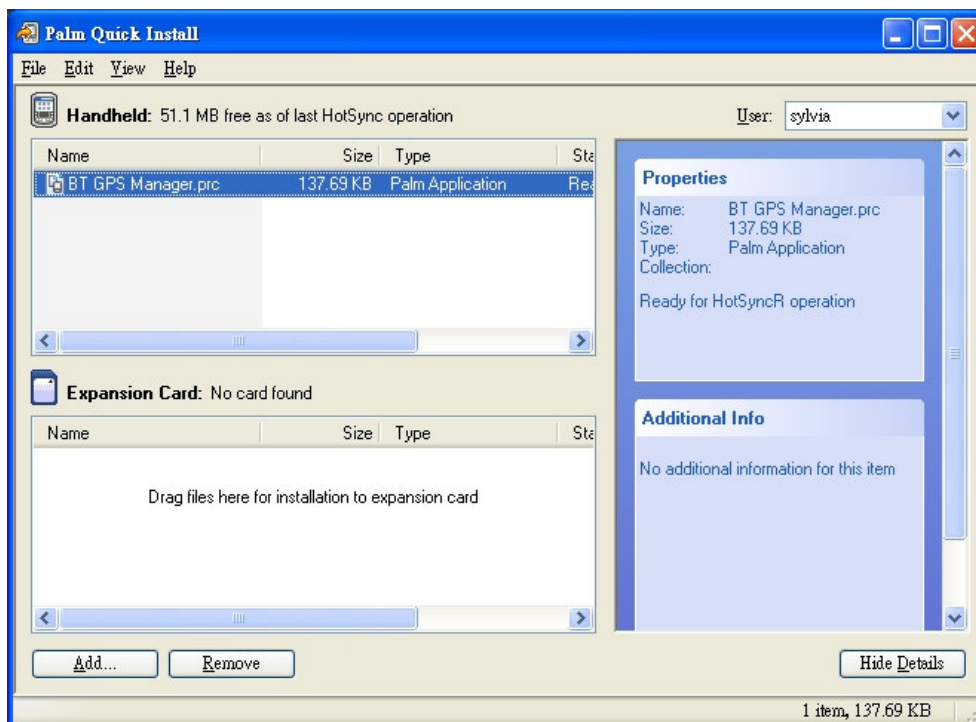 Palm Quick Install
File Edit View Help
Handheld: 51.1 MB free as of last HotSync operation
User: sylvia
Name Size Type Sta
BT GPS Manager.prc 137.69 KB Palm Application Rea
Properties
Name: BT GPS Manager.prc
Size: 137.69 KB
Type: Palm Application
Collection:
Ready for HotSyncR operation
Expansion Card: No card found
Name Size Type Sta
Drag files here for installation to expansion card
Additional Info
No additional information for this item
Add... Remove Hide Details
1 item, 137.69 KB